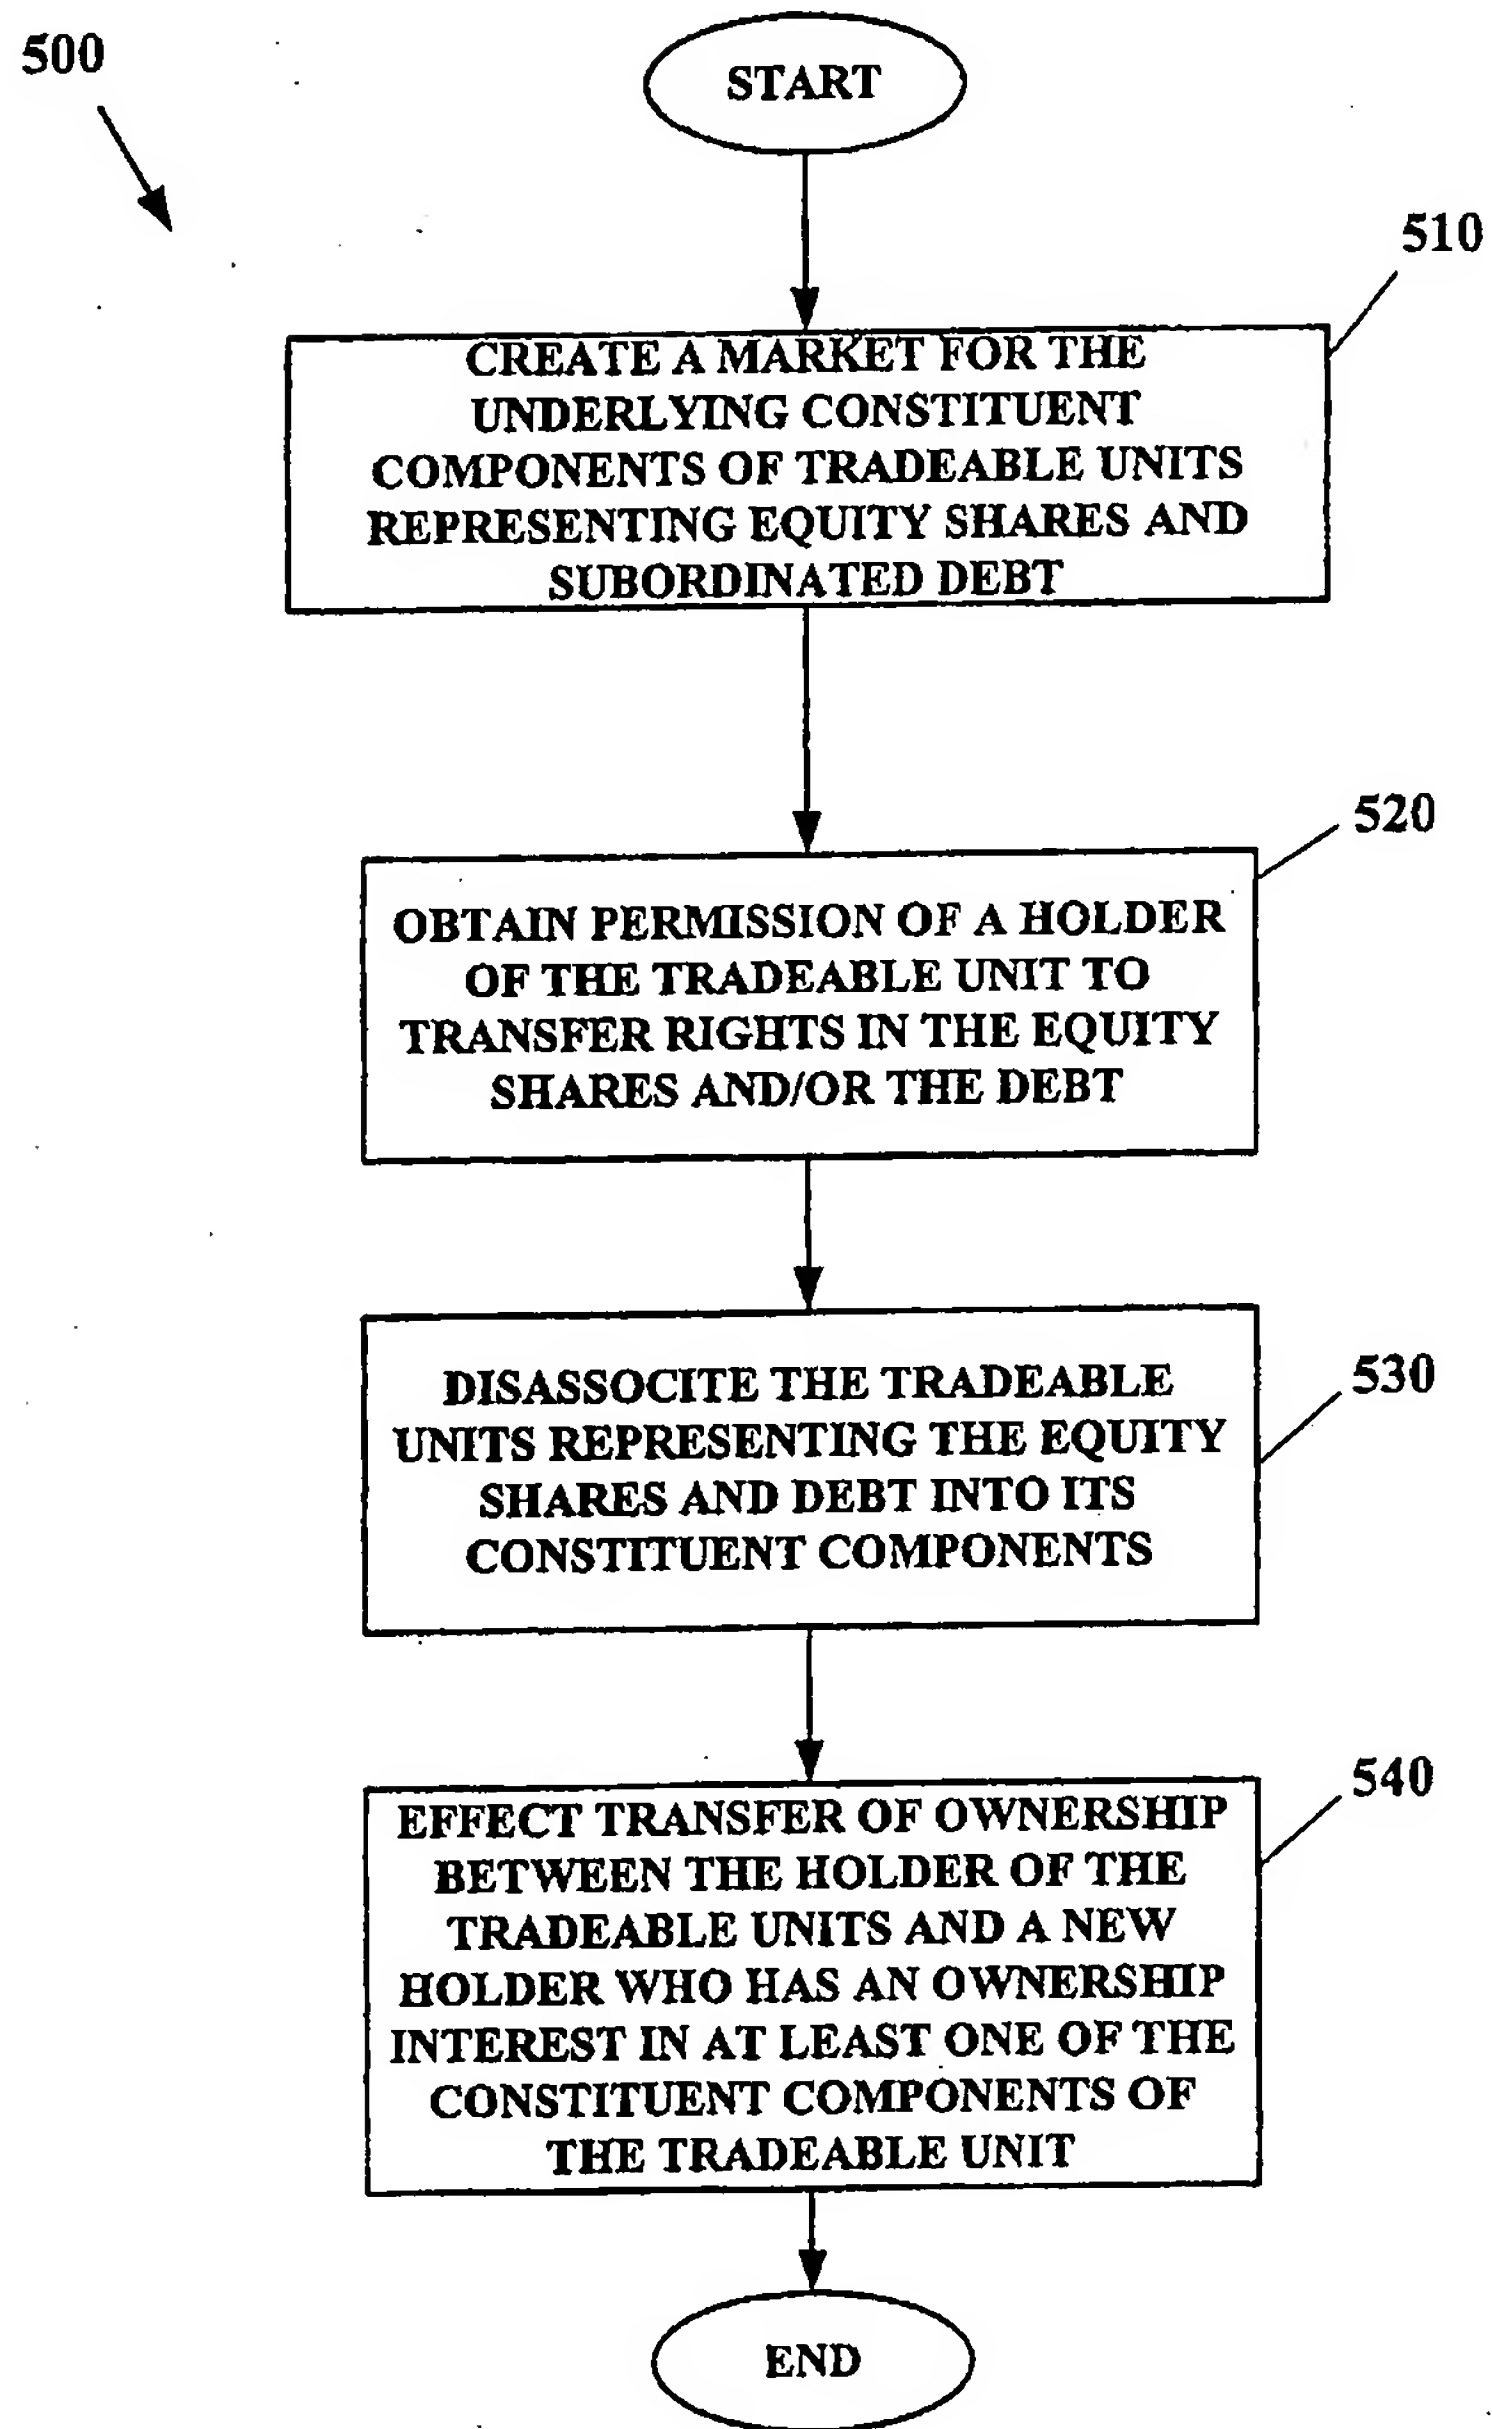 500
START
510
CREATE A MARKET FOR THE
UNDERLYING CONSTITUENT
COMPONENTS OF TRADEABLE UNITS
REPRESENTING EQUITY SHARES AND
SUBORDINATED DEBT
520
OBTAIN PERMISSION OF A HOLDER
OF THE TRADEABLE UNIT TO
TRANSFER RIGHTS IN THE EQUITY
SHARES AND/OR THE DEBT
530
DISASSOCITE THE TRADEABLE
UNITS REPRESENTING THE EQUITY
SHARES AND DEBT INTO ITS
CONSTITUENT COMPONENTS
540
EFFECT TRANSFER OF OWNERSHIP
BETWEEN THE HOLDER OF THE
TRADEABLE UNITS AND A NEW
HOLDER WHO HAS AN OWNERSHIP
INTEREST IN AT LEAST ONE OF THE
CONSTITUENT COMPONENTS OF
THE TRADEABLE UNIT
END